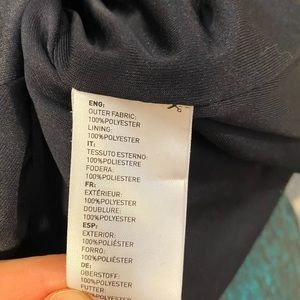 ENG:
OUTER FABRIC:
100%POLYESTER
LINING:
100%POLYESTER
IT:
TESSUTO ESTERNO:
100%POLIESTERE
FODERA:
100%POLIESTERE
FR:
EXTÉRIEUR:
100%POLYESTER
DOUBLURE:
100%POLYESTER
ESP:
EXTERIOR:
100%POLIÉSTER
FORRO:
100%POLIÉSTER
DE:
OBERSTOFF:
100%POLYESTER
FUTTER: